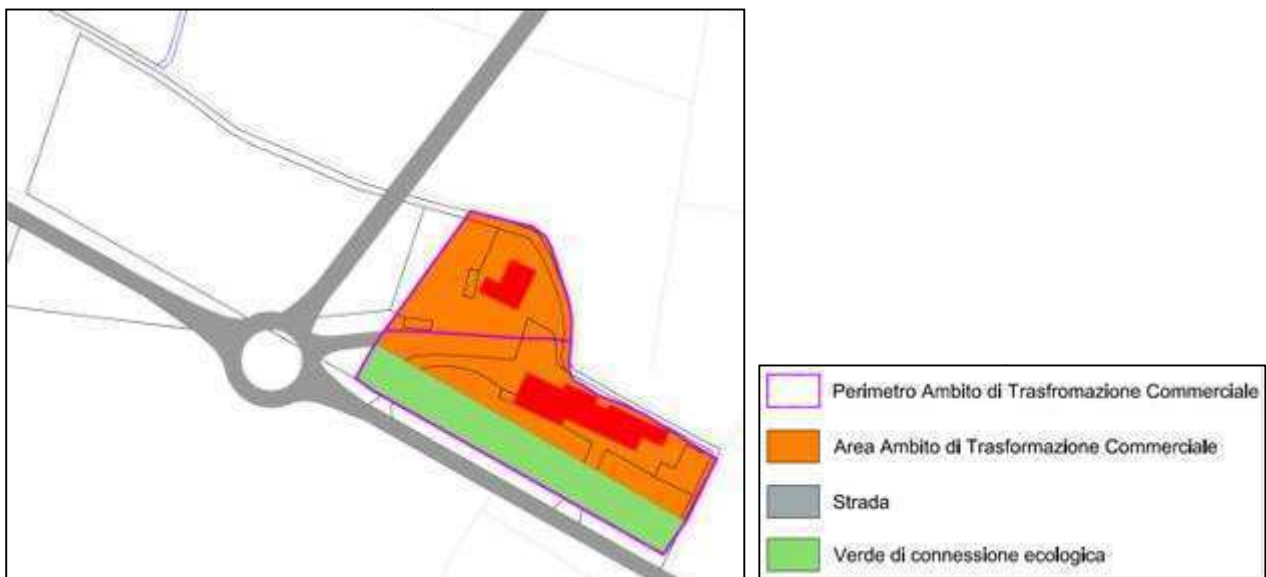 Perimetro Ambito di Trasfromazione Commerciale
Area Ambito di Trasformazione Commerciale
Strada
Verde di connessione ecologica